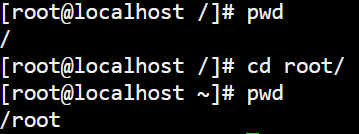 [root@localhost /]# pwd
/
[root@localhost /]# cd root/
[root@localhost ~]# pwd
/root